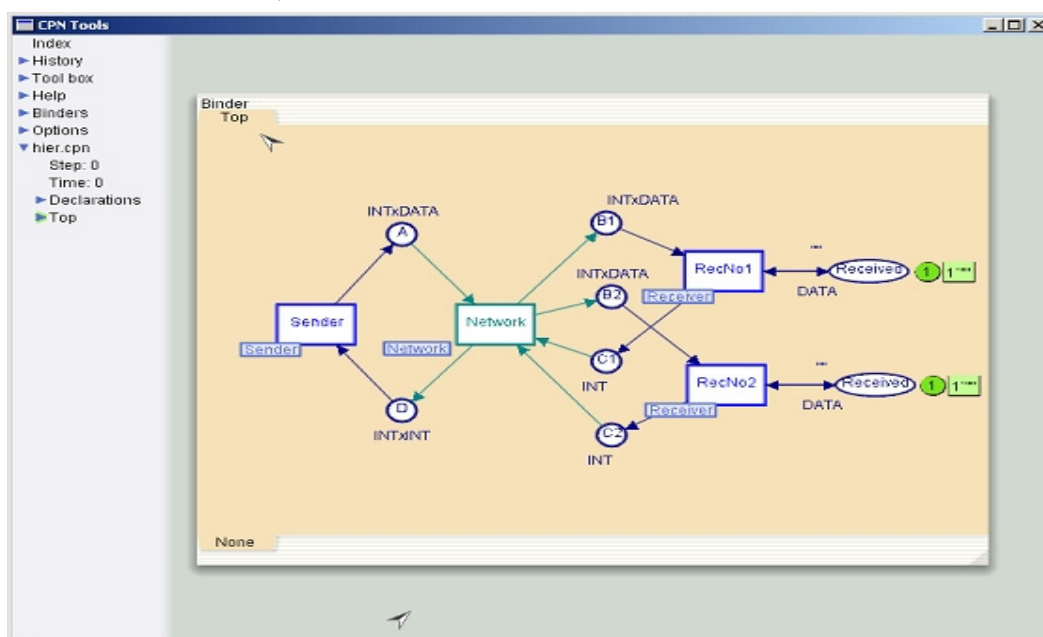 CPN Tools
Index
History
Tool box
Help
Binders
Options
hier.cpn
Step: 0
Time: 0
Declarations
Top
Binder
Top
INTxDATA
A
INTxDATA
B1
INTxDATA
B2
RecNo1
Receiver
Received
1
1`""
""
DATA
Sender
Sender
Network
Network
C1
INT
RecNo2
Receiver
Received
1
1`""
""
DATA
D
INTxINT
C2
INT
None